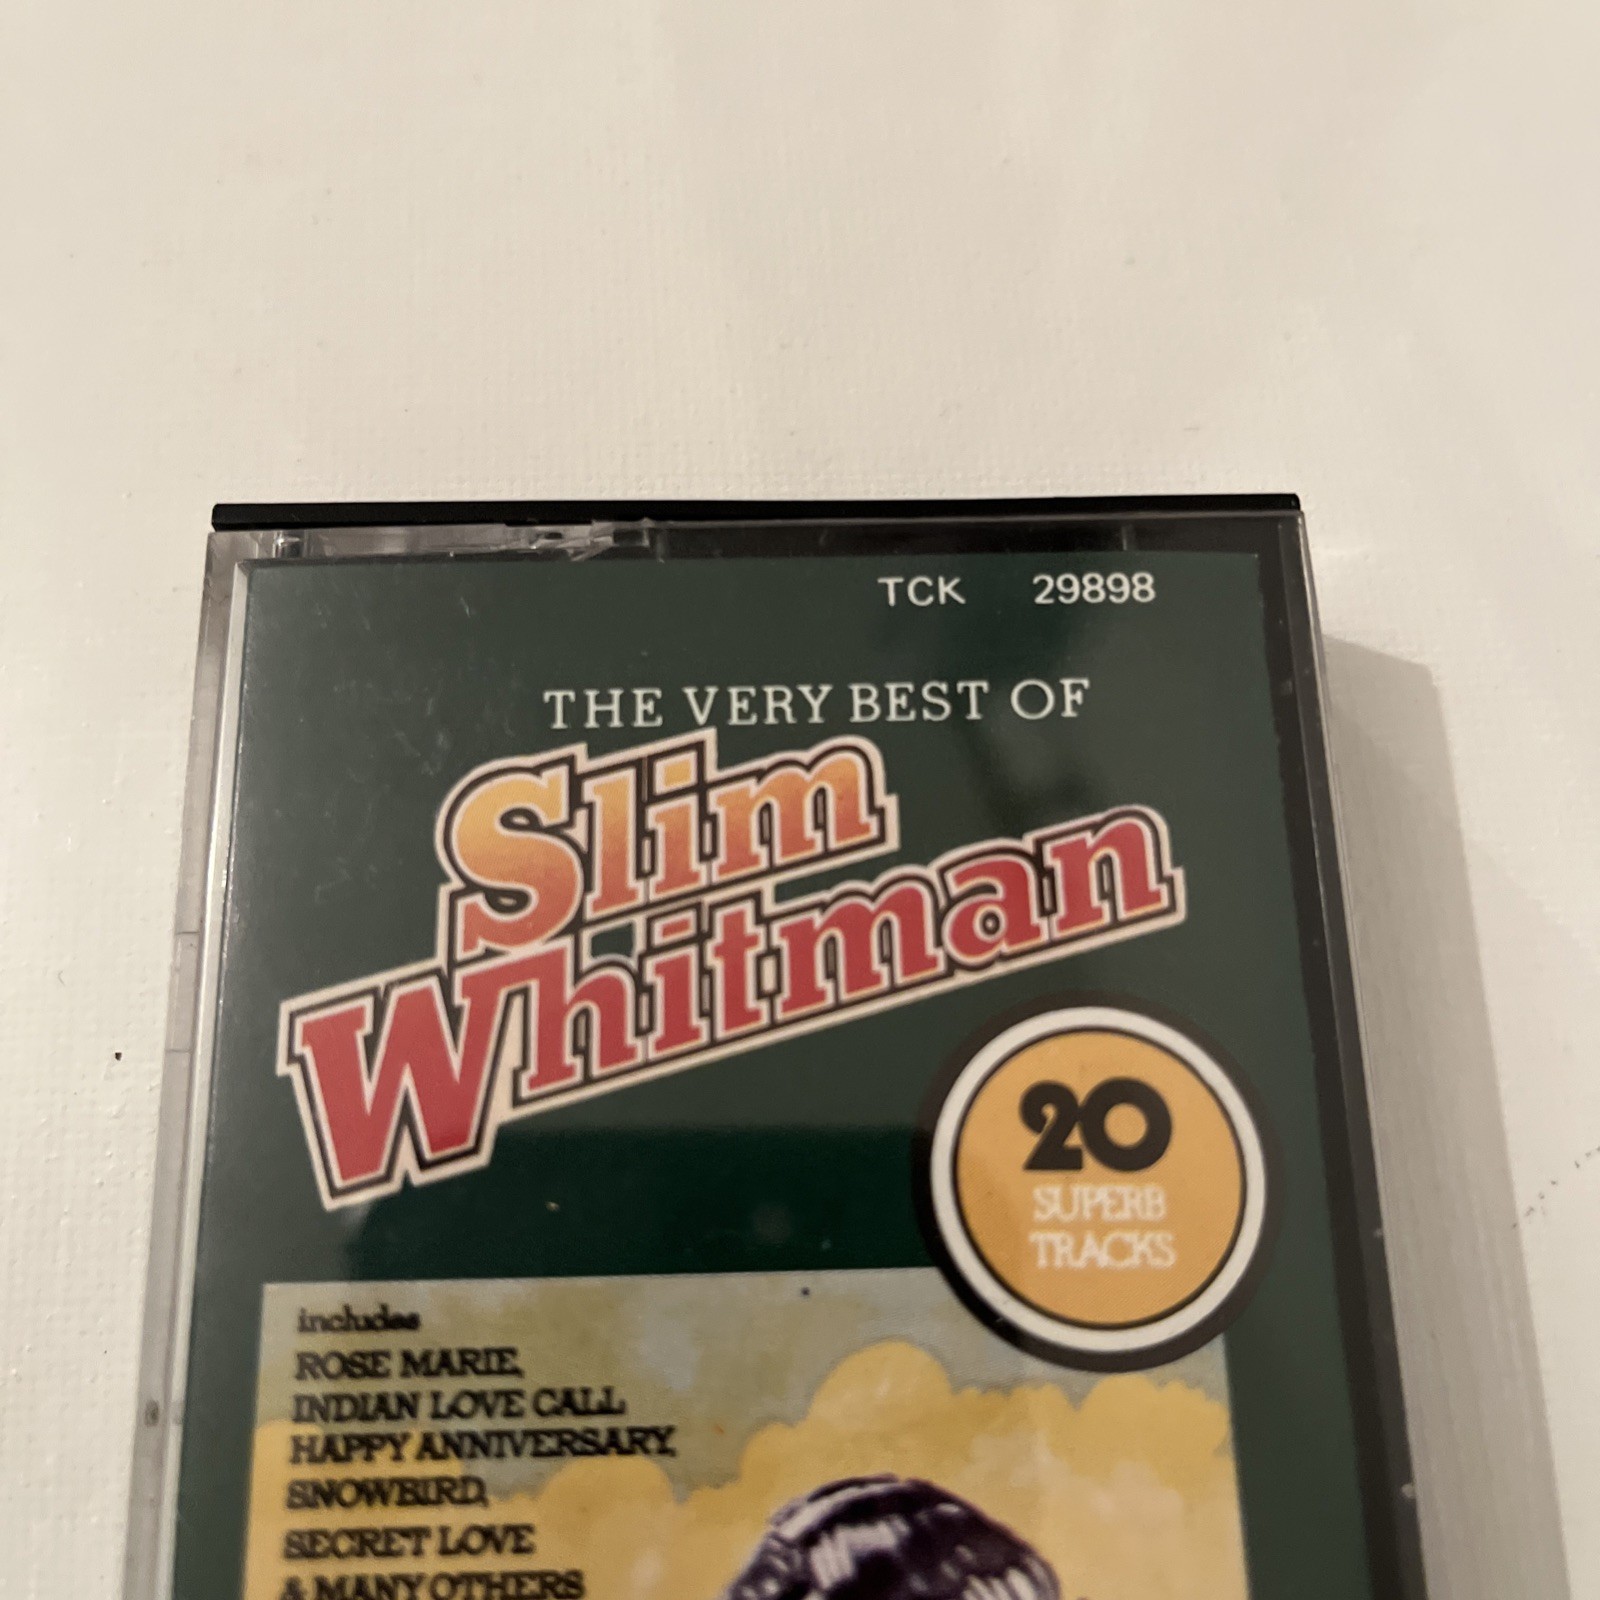 TCK 29898
THE VERY BEST OF
Slim
Whitman
20
SUPERB
TRACKS
includes
ROSE MARIE,
INDIAN LOVE CALL
HAPPY ANNIVERSARY,
SNOWBIRD,
SECRET LOVE
& MANY OTHERS